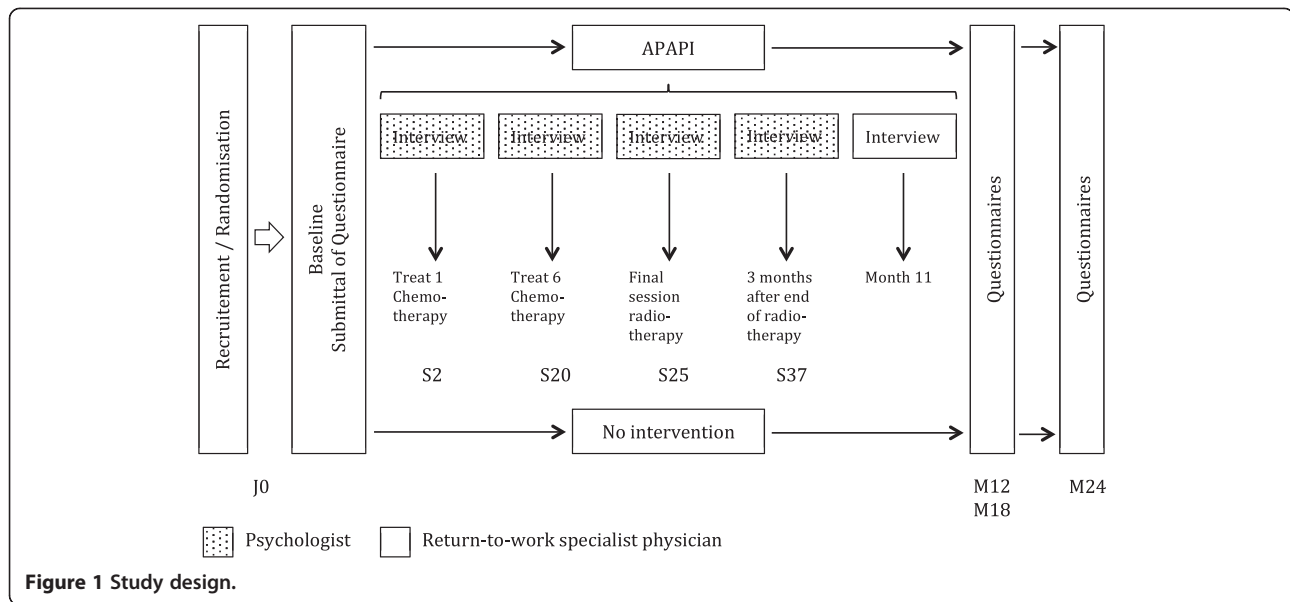 Recruitement / Randomisation
Baseline
Submittal of Questionnaire
APAPI
Interview
Interview
Interview
Interview
Interview
Treat 1
Chemo-
therapy
Treat 6
Chemo-
therapy
Final
session
radio-
therapy
3 months
after end
of radio-
therapy
Month 11
S2
S20
S25
S37
No intervention
Questionnaires
Questionnaires
J0
M12
M18
M24
Psychologist
Return-to-work specialist physician
Figure 1 Study design.